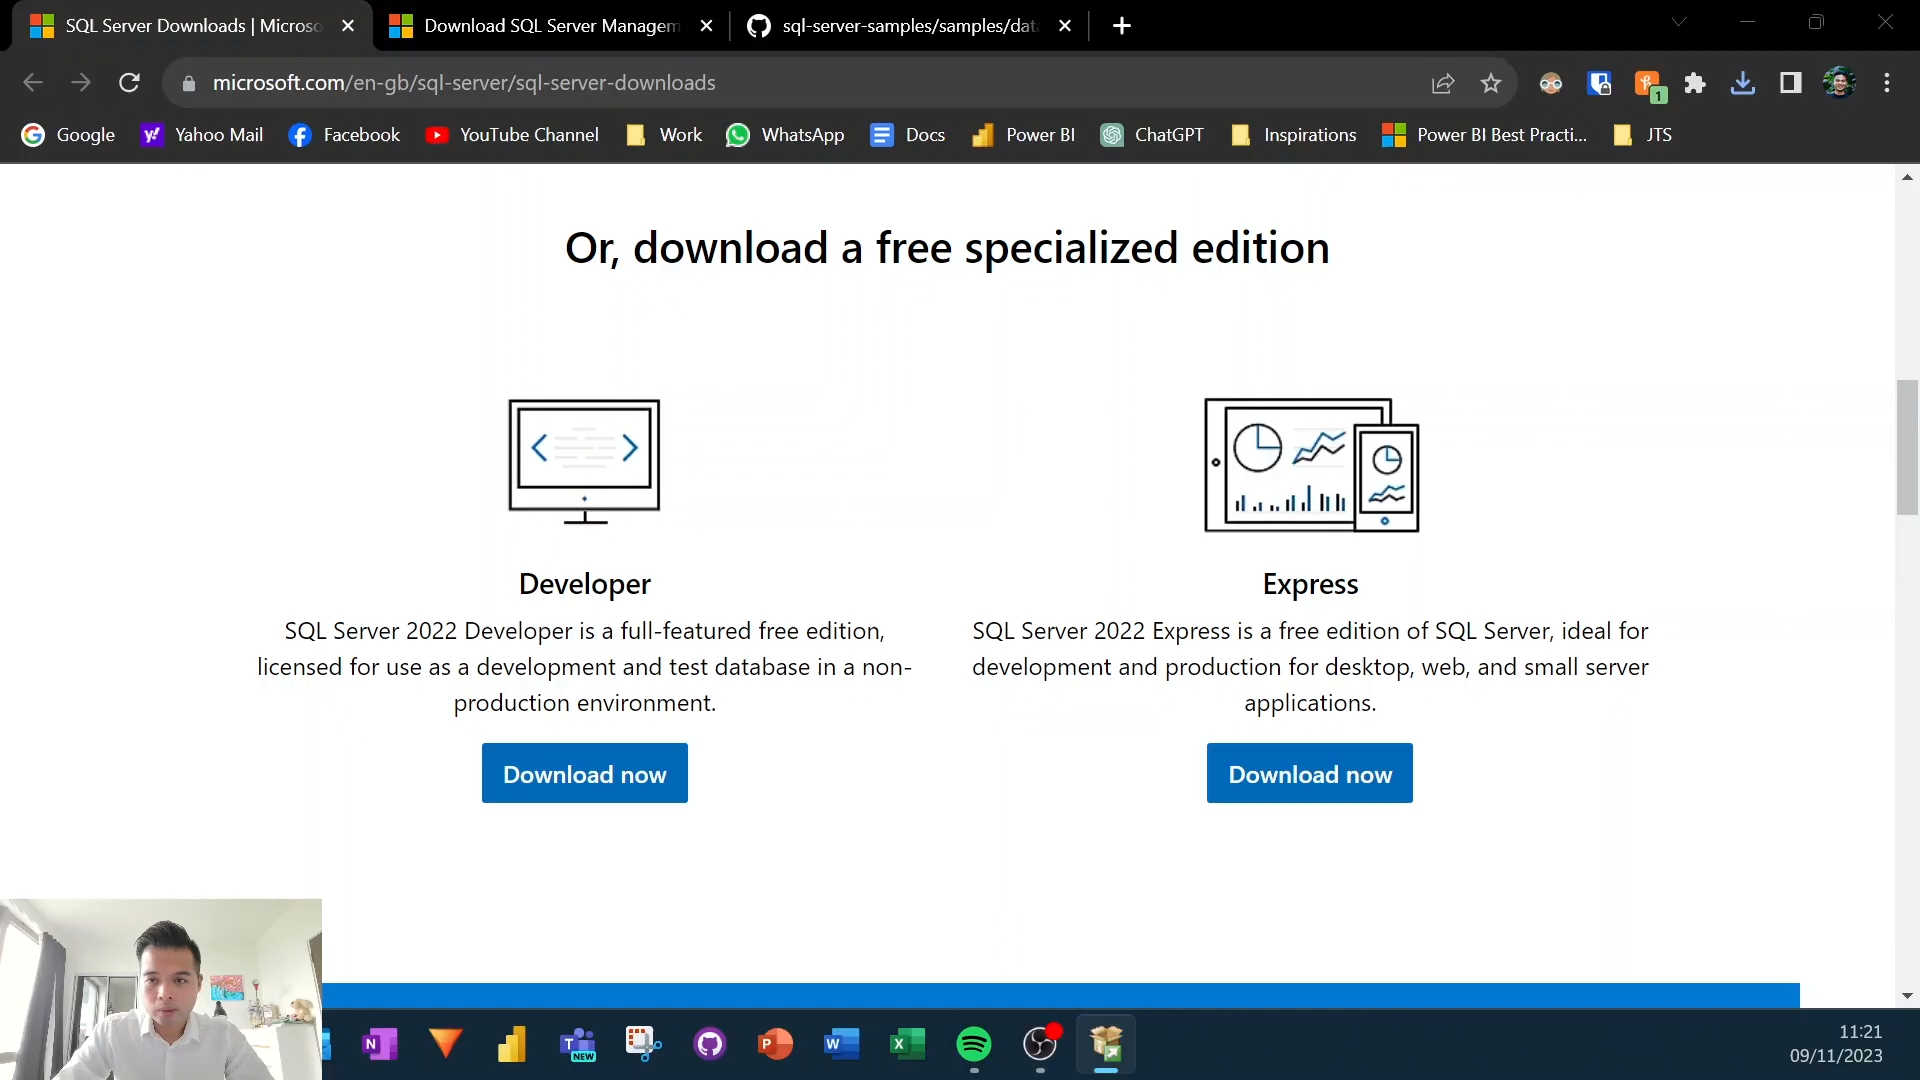 SQL Server Downloads | Microso
Download SQL Server Managem
sql-server-samples/samples/dat
microsoft.com/en-gb/sql-server/sql-server-downloads
1
Google
Yahoo Mail
Facebook
YouTube Channel
Work
WhatsApp
Docs
Power BI
ChatGPT
Inspirations
Power BI Best Practi...
JTS
Or, download a free specialized edition
Developer
SQL Server 2022 Developer is a full-featured free edition,
licensed for use as a development and test database in a non-
production environment.
Download now
Express
SQL Server 2022 Express is a free edition of SQL Server, ideal for
development and production for desktop, web, and small server
applications.
Download now
N
T
NEW
P
W
X
11:21
09/11/2023